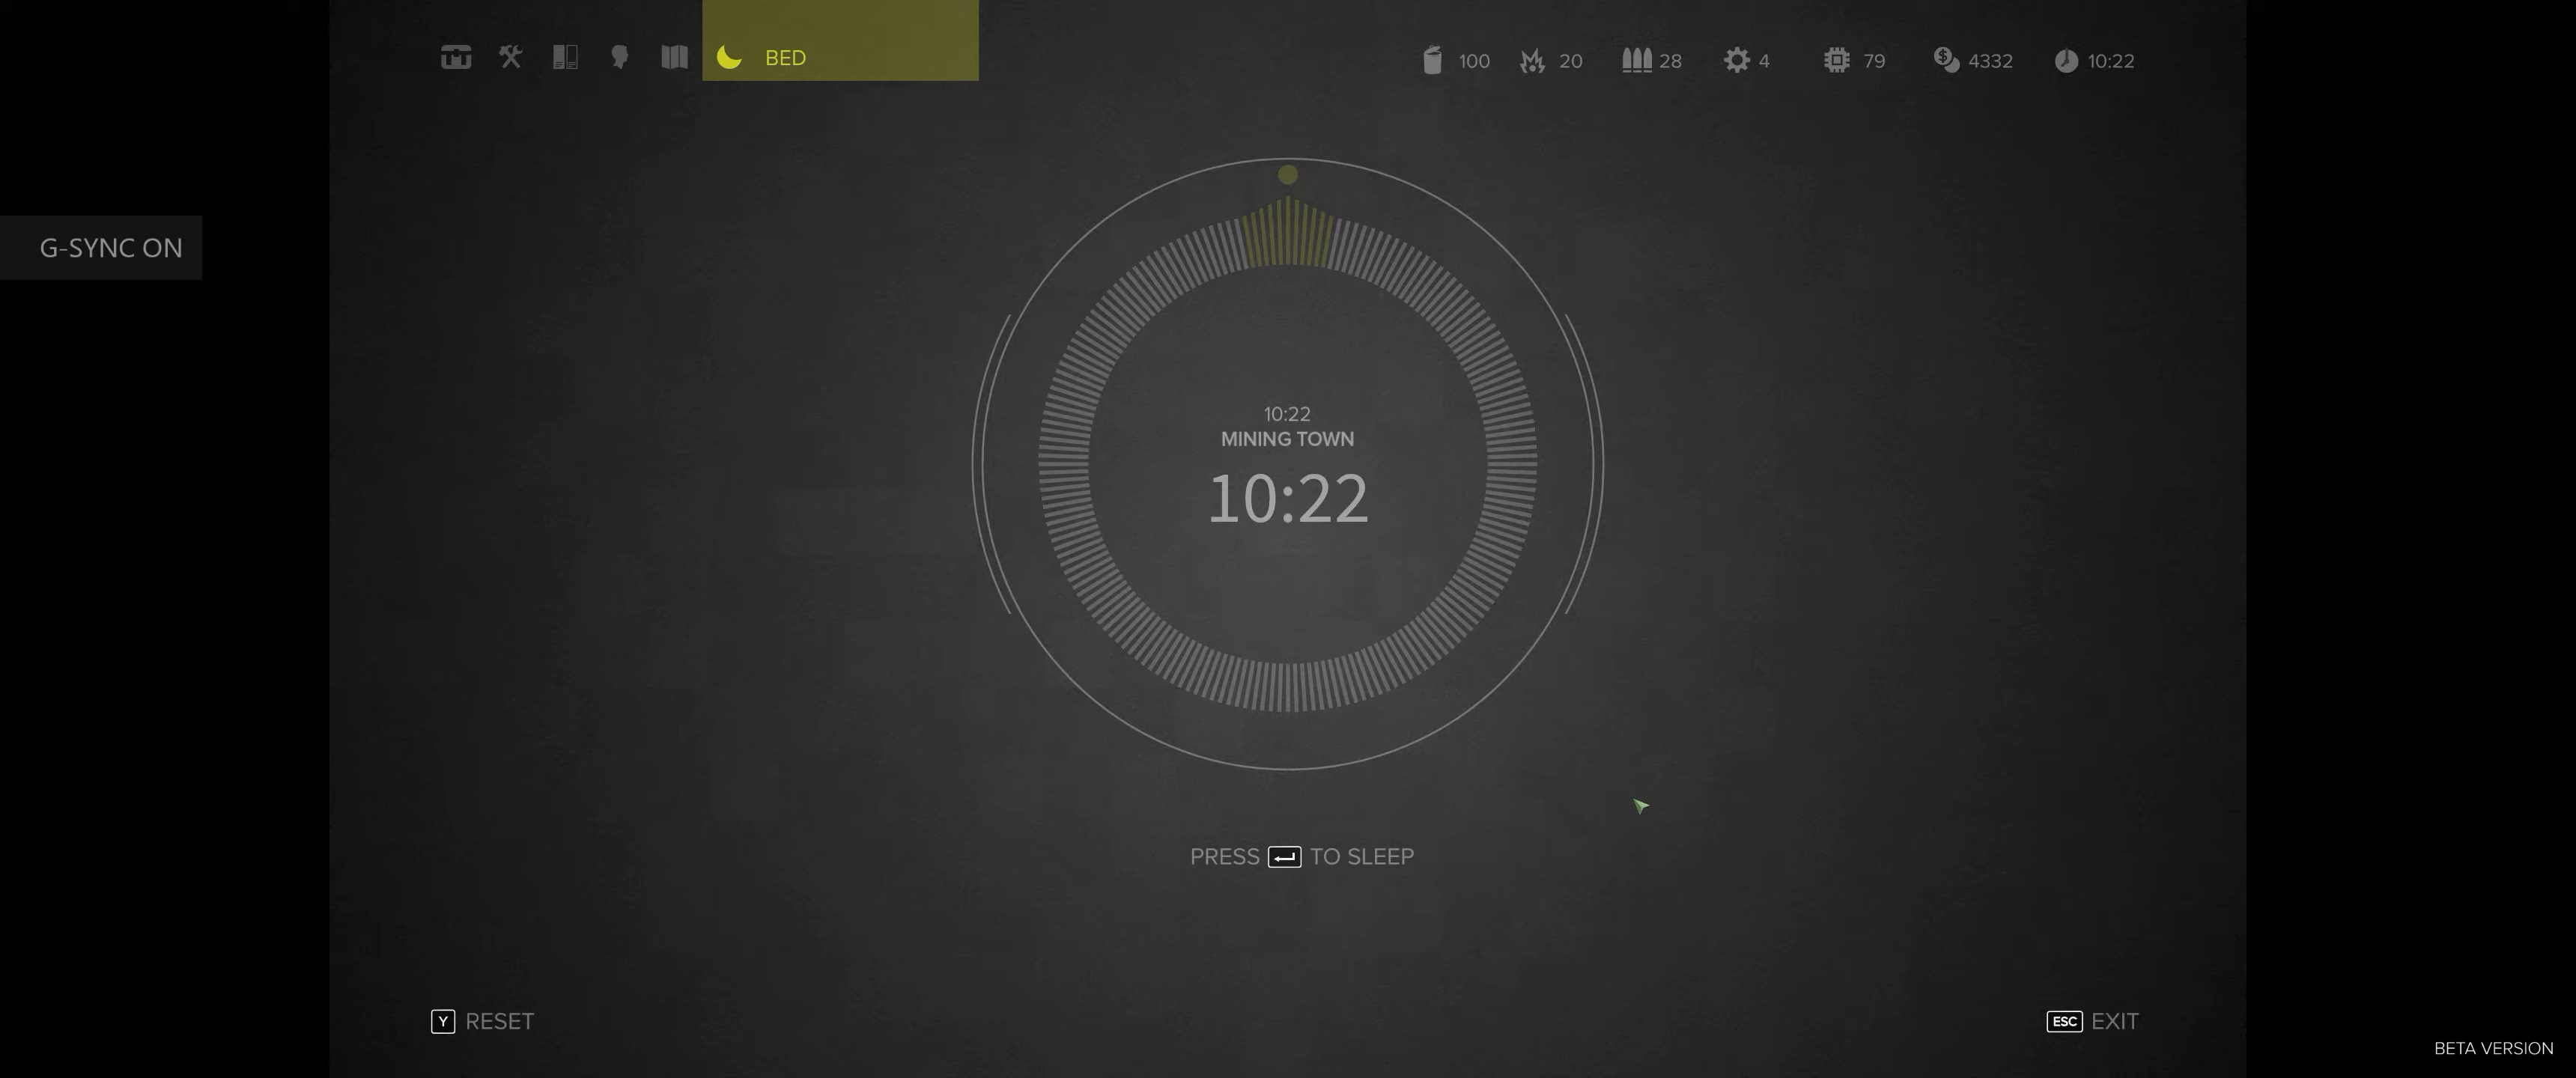 BED
100 20 28 4 79 4332 10:22
G-SYNC ON
10:22
MINING TOWN
10:22
PRESS TO SLEEP
Y RESET
ESC EXIT
BETA VERSION